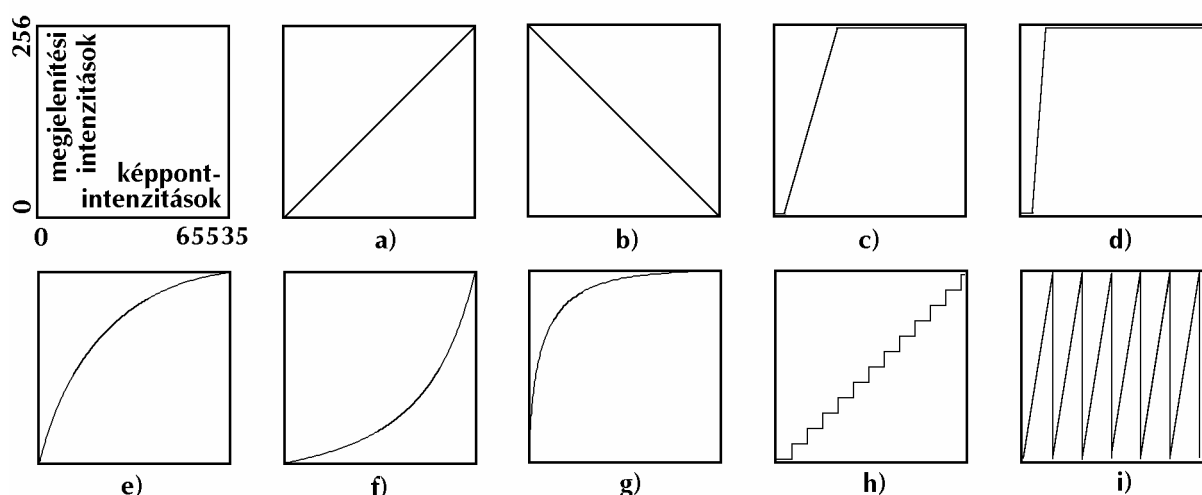 256
megjelenítési
intenzitások
képpont-
intenzitások
0
0
65535
a)
b)
c)
d)
e)
f)
g)
h)
i)